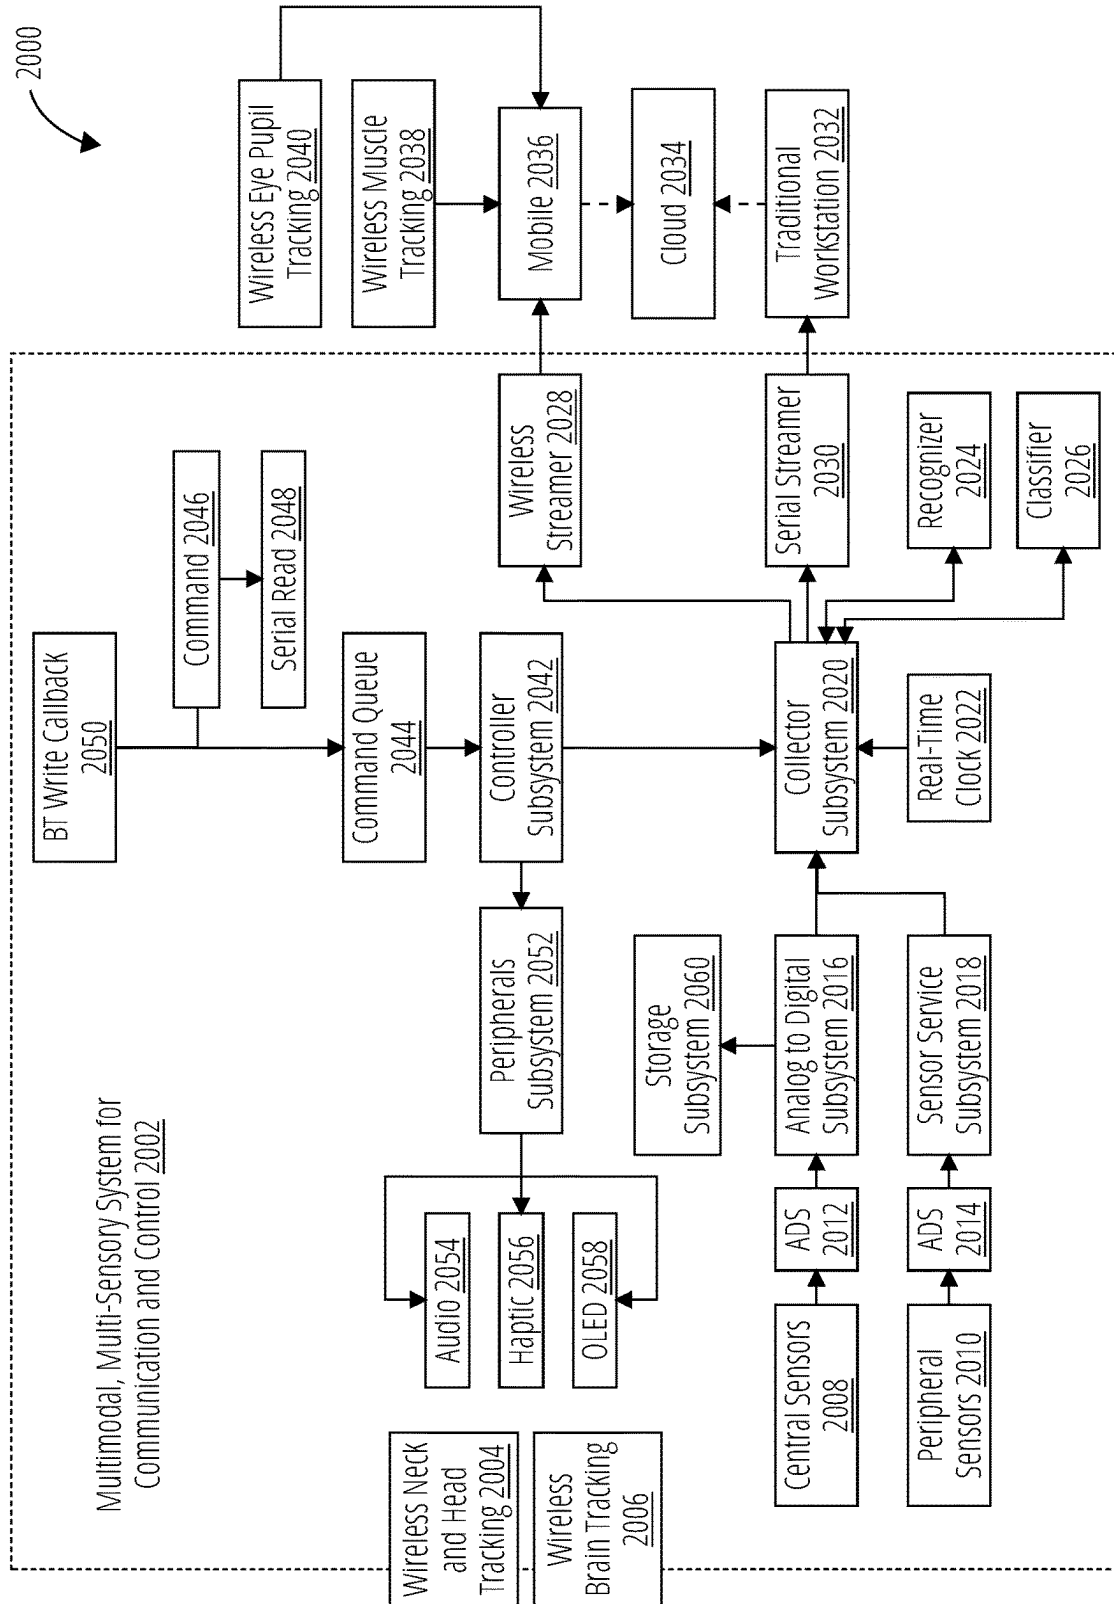 2000
Multimodal, Multi-Sensory System for
Communication and Control 2002
BT Write Callback
2050
Command 2046
Serial Read 2048
Command Queue
2044
Controller
Subsystem 2042
Peripherals
Subsystem 2052
Audio 2054
Haptic 2056
OLED 2058
Wireless Neck
and Head
Tracking 2004
Wireless
Brain Tracking
2006
Storage
Subsystem 2060
Central Sensors
2008
ADS
2012
Analog to Digital
Subsystem 2016
Peripheral
Sensors 2010
ADS
2014
Sensor Service
Subsystem 2018
Collector
Subsystem 2020
Real-Time
Clock 2022
Wireless
Streamer 2028
Serial Streamer
2030
Recognizer
2024
Classifier
2026
Wireless Eye Pupil
Tracking 2040
Wireless Muscle
Tracking 2038
Mobile 2036
Cloud 2034
Traditional
Workstation 2032